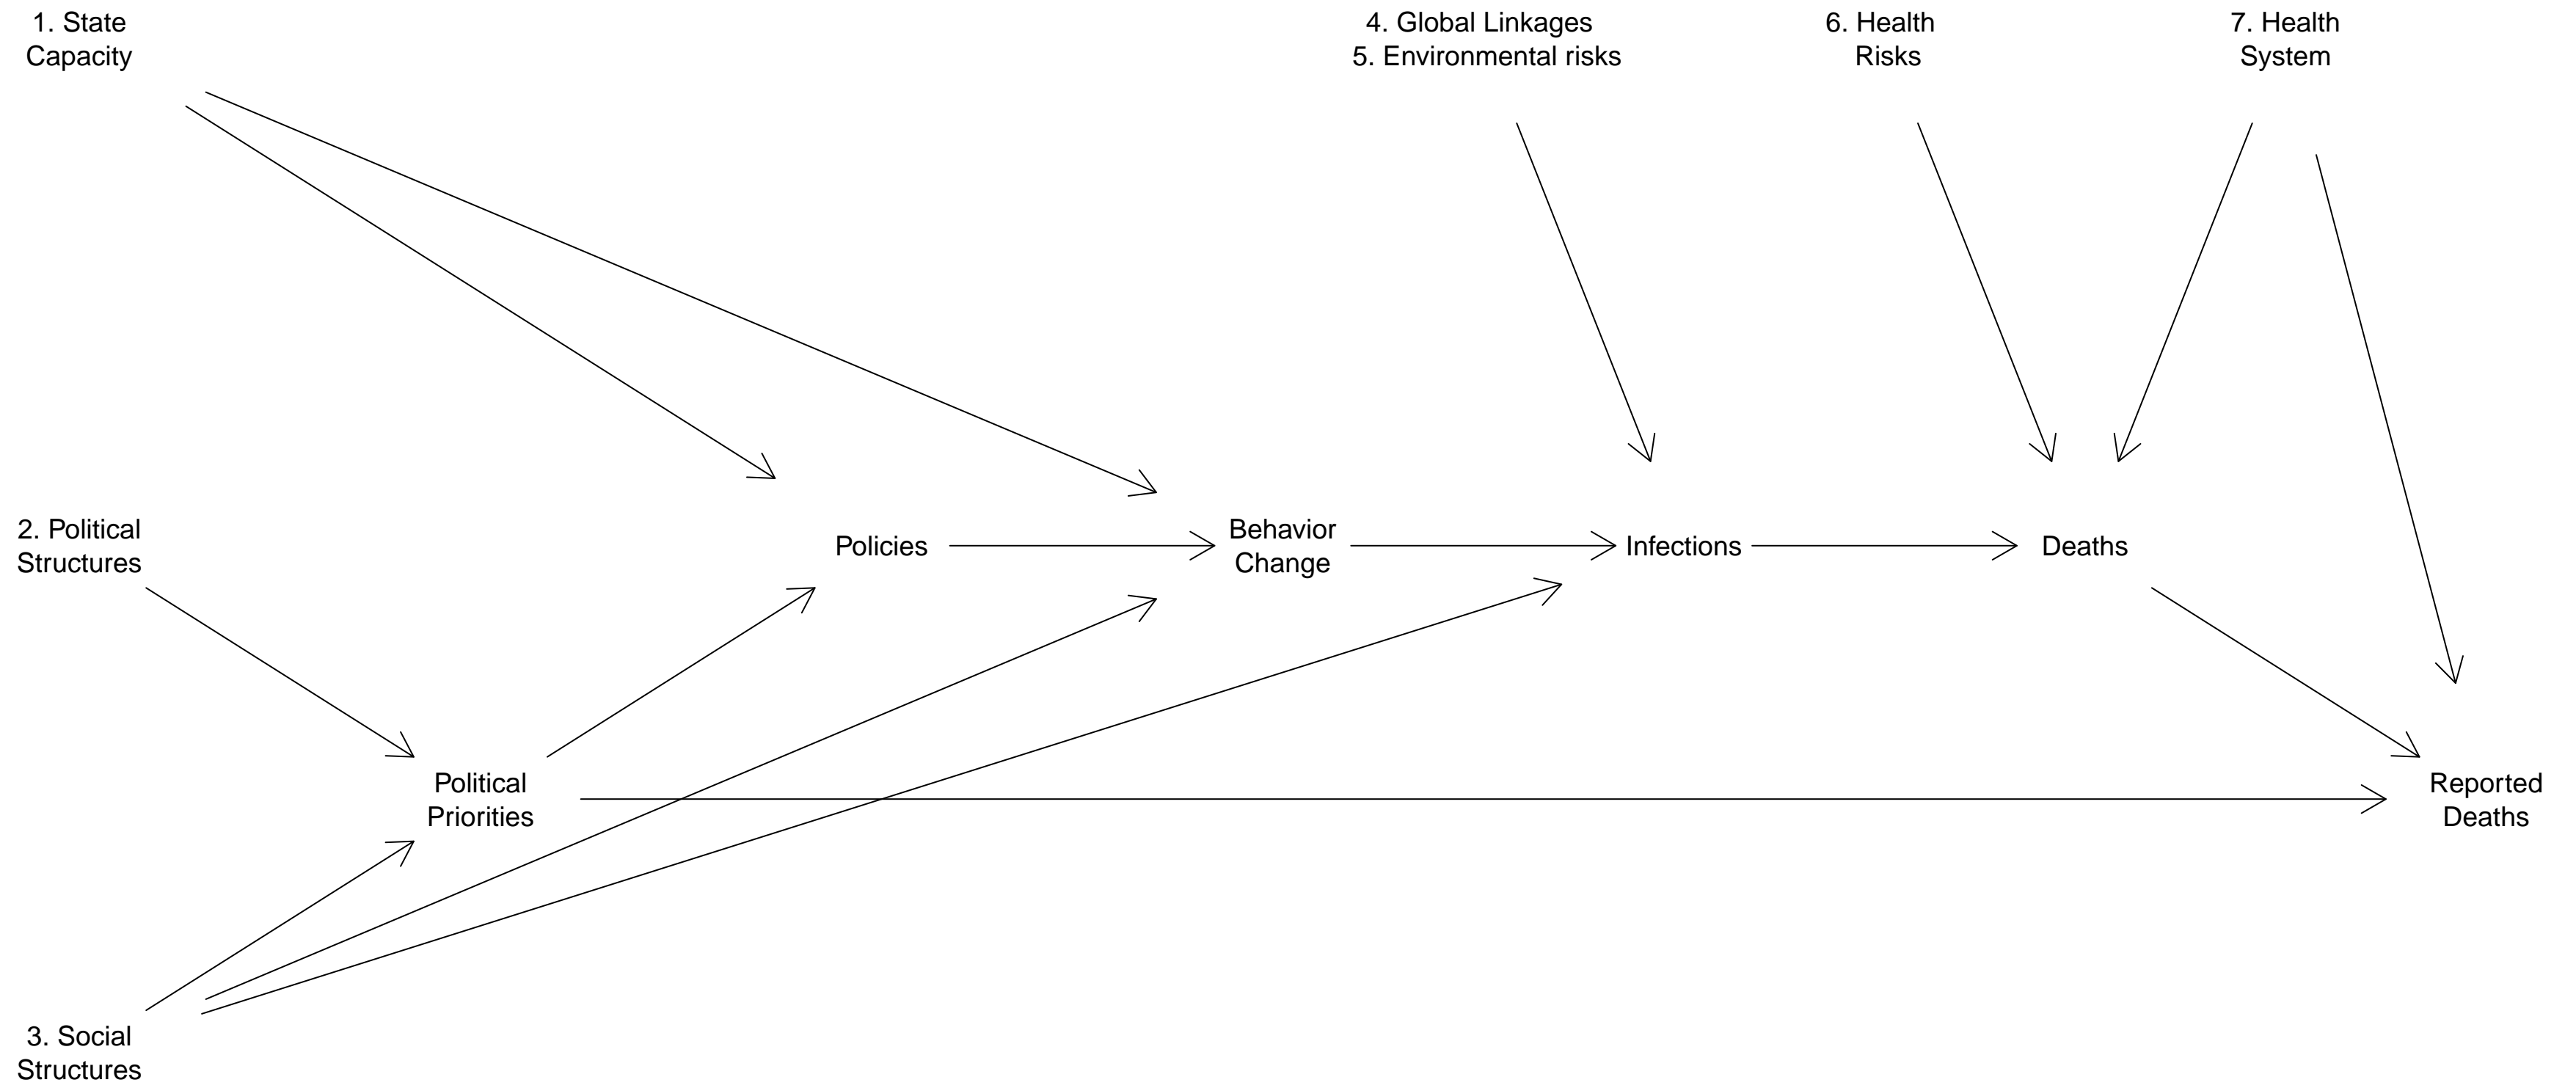 1. State
Capacity
4. Global Linkages
5. Environmental risks
6. Health
Risks
7. Health
System
2. Political
Structures
Policies
Behavior
Change
Infections
Deaths
Political
Priorities
Reported
Deaths
3. Social
Structures